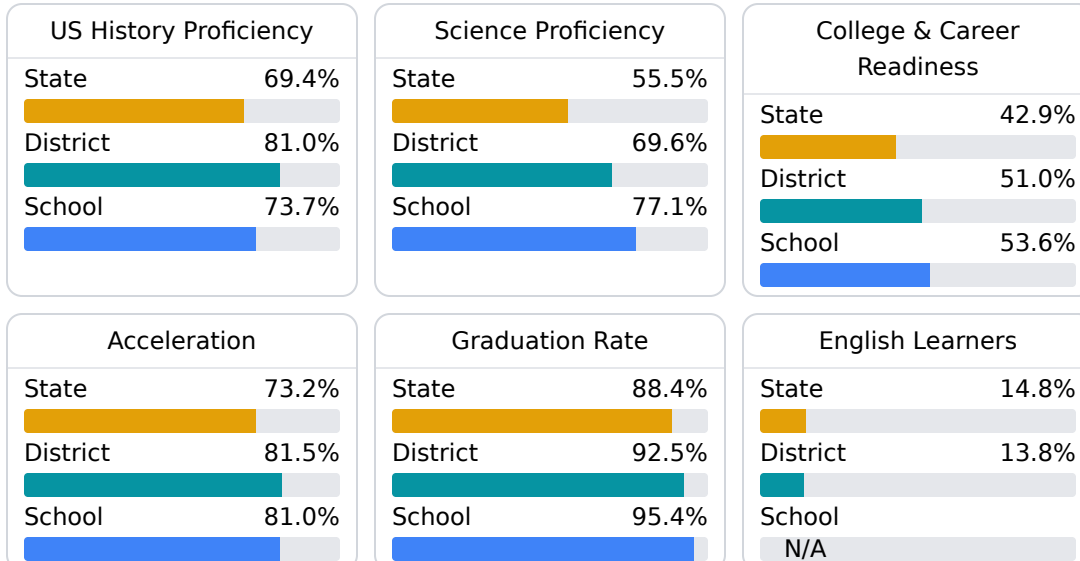 US History Proficiency
State 69.4%
District 81.0%
School 73.7%
Science Proficiency
State 55.5%
District 69.6%
School 77.1%
College & Career
Readiness
State 42.9%
District 51.0%
School 53.6%
Acceleration
State 73.2%
District 81.5%
School 81.0%
Graduation Rate
State 88.4%
District 92.5%
School 95.4%
English Learners
State 14.8%
District 13.8%
School
N/A